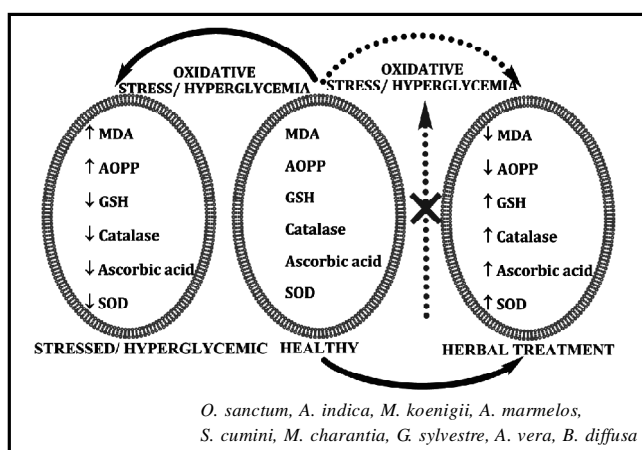 OXIDATIVE
STRESS/ HYPERGLYCEMIA
OXIDATIVE
STRESS/ HYPERGLYCEMIA
↑ MDA
↑ AOPP
↓ GSH
↓ Catalase
↓ Ascorbic acid
↓ SOD
STRESSED/ HYPERGLYCEMIC
MDA
AOPP
GSH
Catalase
Ascorbic acid
SOD
HEALTHY
↓ MDA
↓ AOPP
↑ GSH
↑ Catalase
↑ Ascorbic acid
↑ SOD
HERBAL TREATMENT
O. sanctum, A. indica, M. koenigii, A. marmelos,
S. cumini, M. charantia, G. sylvestre, A. vera, B. diffusa